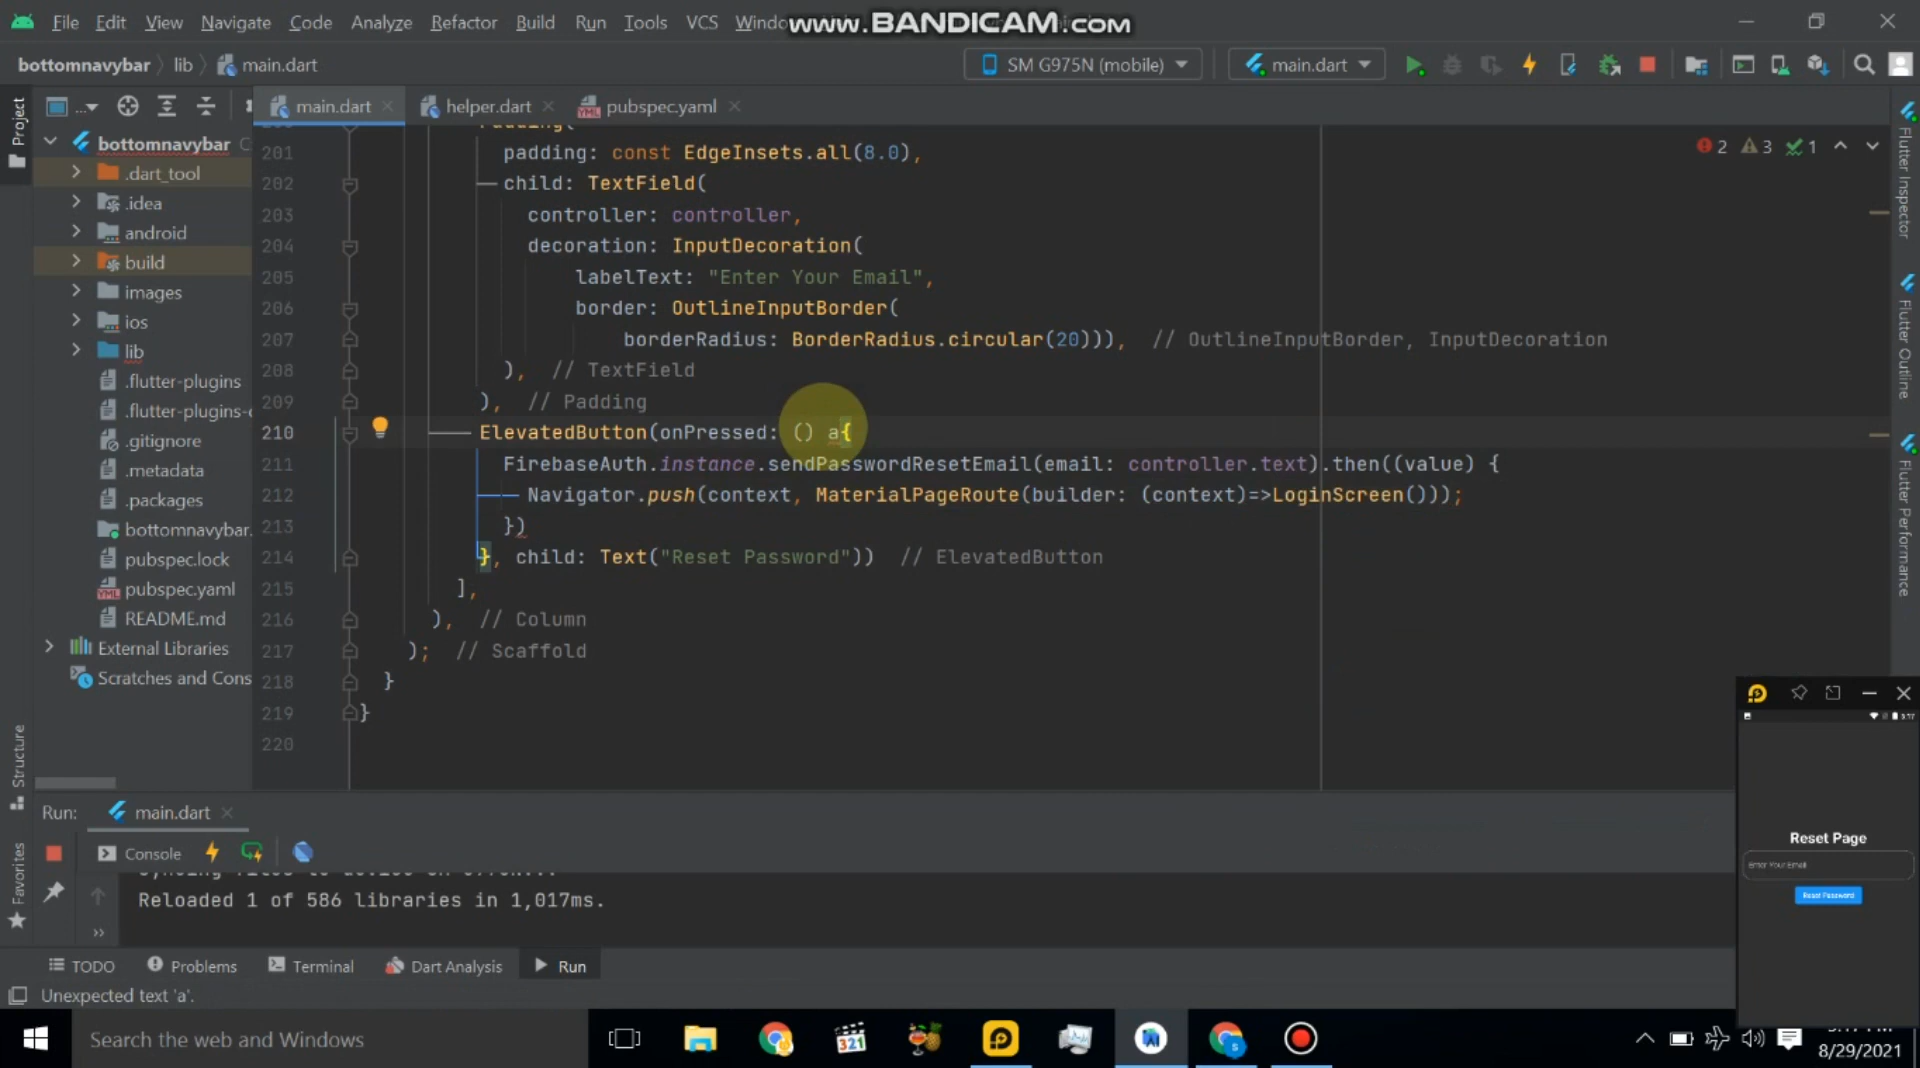 File Edit View Navigate Code Analyze Refactor Build Run Tools VCS Window
www.BANDICAM.com
bottomnavybar lib main.dart
SM G975N (mobile) main.dart
Project
...
main.dart helper.dart pubspec.yaml
bottomnavybar
.dart_tool
.idea
android
build
images
ios
lib
.flutter-plugins
.flutter-plugins-
.gitignore
.metadata
.packages
bottomnavybar.
pubspec.lock
pubspec.yaml
README.md
External Libraries
Scratches and Cons
Padding(
201 padding: const EdgeInsets.all(8.0),
202 child: TextField(
203 controller: controller,
204 decoration: InputDecoration(
205 labelText: "Enter Your Email",
206 border: OutlineInputBorder(
207 borderRadius: BorderRadius.circular(20))), // OutlineInputBorder, InputDecoration
208 ), // TextField
209 ), // Padding
210 ElevatedButton(onPressed: () a{
211 FirebaseAuth.instance.sendPasswordResetEmail(email: controller.text).then((value) {
212 Navigator.push(context, MaterialPageRoute(builder: (context)=>LoginScreen()));
213 })
214 }, child: Text("Reset Password")) // ElevatedButton
215 ],
216 ), // Column
217 ); // Scaffold
218 }
219 }
220
2 3 1
Flutter Inspector
Flutter Outline
Flutter Performance
Structure
Favorites
Run: main.dart
Console
Reloaded 1 of 586 libraries in 1,017ms.
TODO Problems Terminal Dart Analysis Run
Unexpected text 'a'.
Reset Page
Enter Your Email
Reset Password
Search the web and Windows
321
8/29/2021